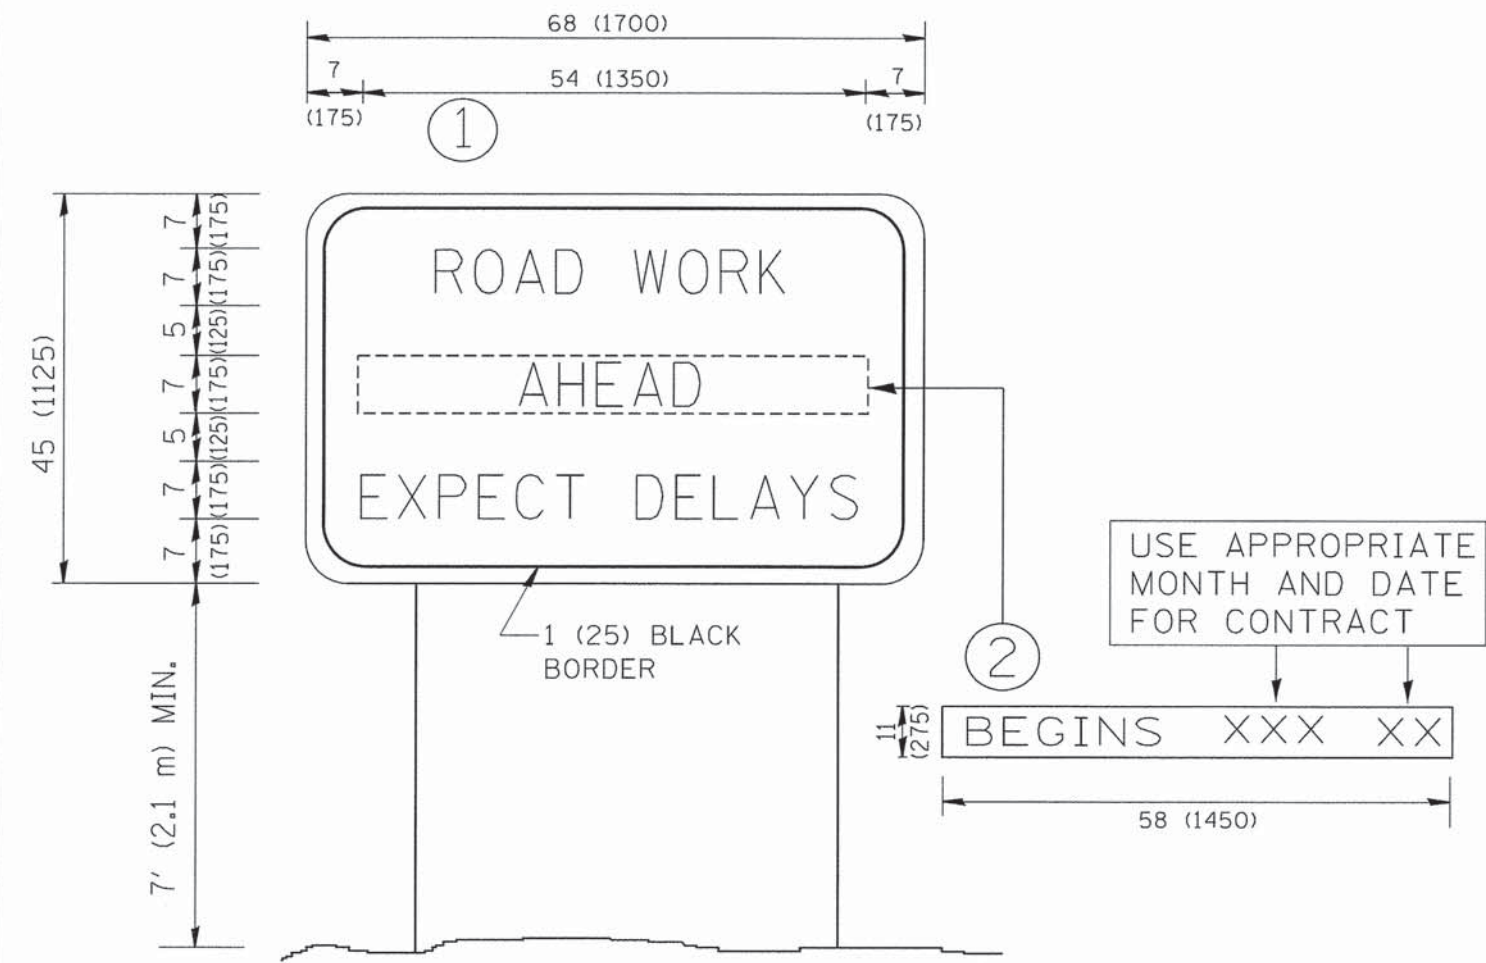 68 (1700)
7
54 (1350)
7
(175)
(175)
1
45 (1125)
7
(175)
7
(175)
5
(125)
7
(175)
5
(125)
7
(175)
7
(175)
7' (2.1 m) MIN.
ROAD WORK
AHEAD
EXPECT DELAYS
1 (25) BLACK
BORDER
2
USE APPROPRIATE
MONTH AND DATE
FOR CONTRACT
11
(275)
BEGINS XXX XX
58 (1450)